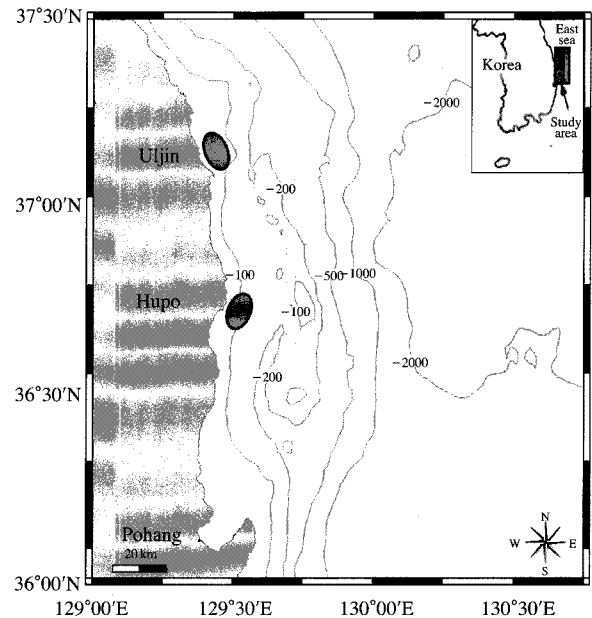 37°30′N
37°00′N
36°30′N
36°00′N
129°00′E
129°30′E
130°00′E
130°30′E
East
sea
Korea
Study
area
−2000
Uljin
−200
−100
−500
−1000
Hupo
−100
−2000
−200
Pohang
20 km
N
W
E
S